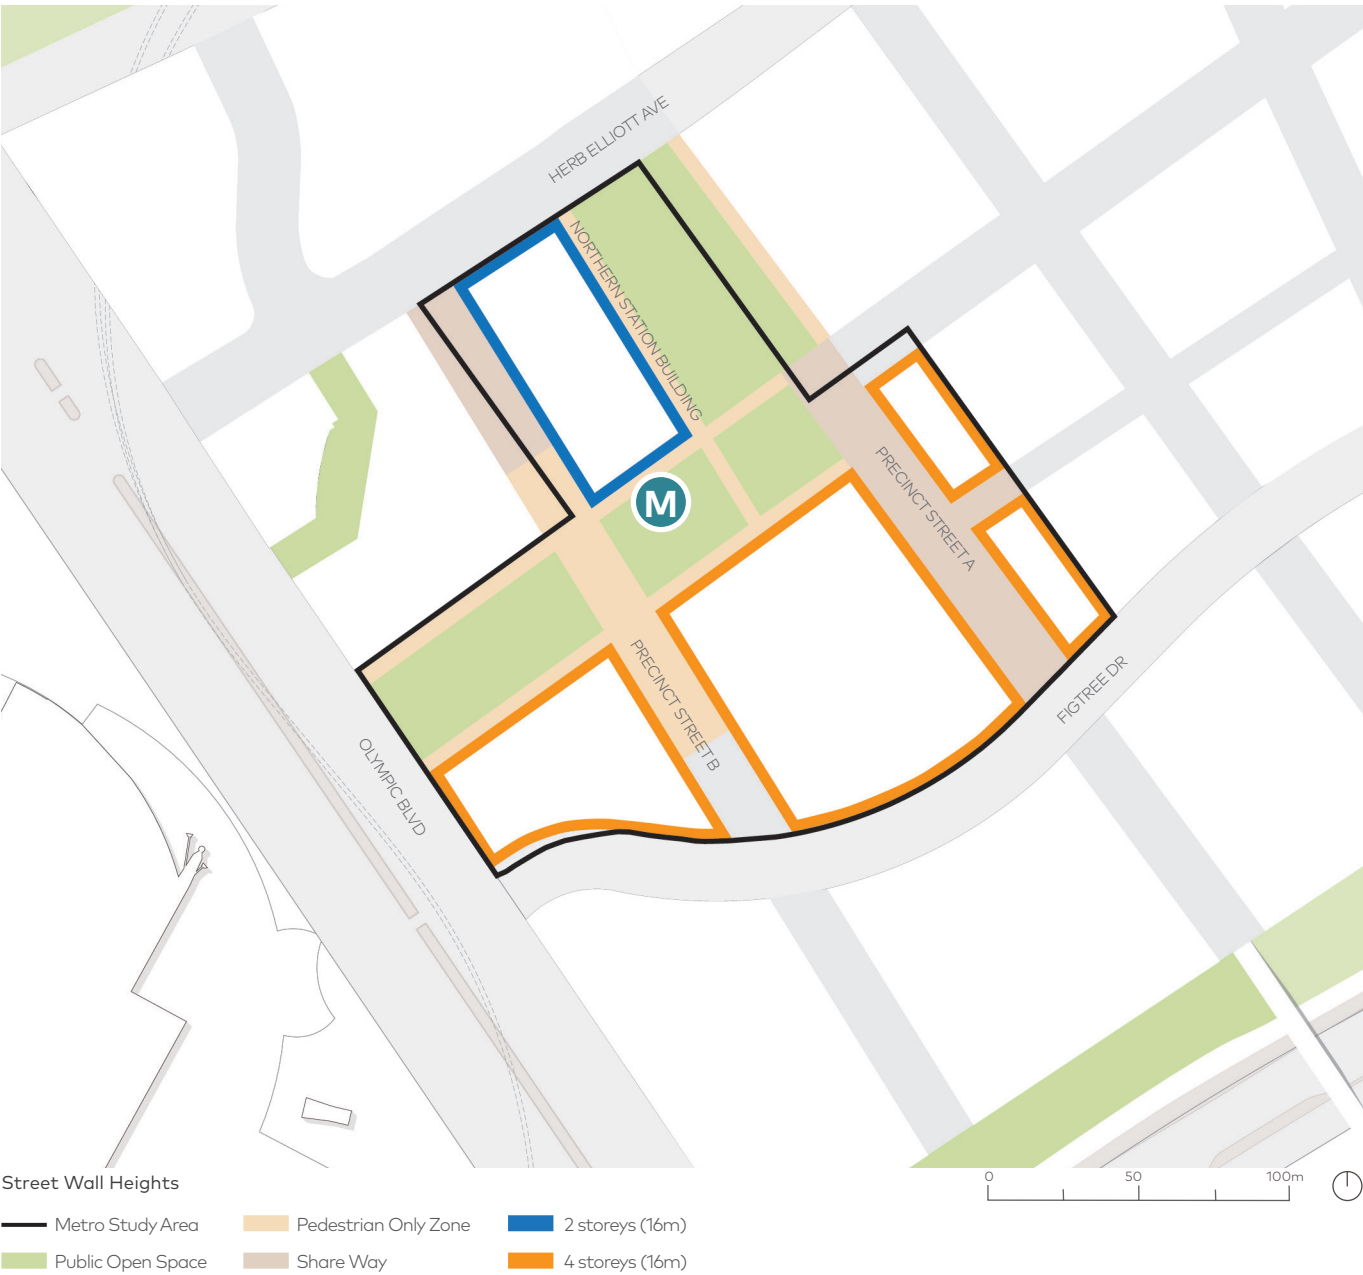 HERB ELLIOTT AVE
NORTHERN STATION BUILDING
M
PRECINCT STREET A
PRECINCT STREET B
FIGTREE DR
OLYMPIC BLVD
Street Wall Heights
0 50 100m
Metro Study Area
Pedestrian Only Zone
2 storeys (16m)
Public Open Space
Share Way
4 storeys (16m)